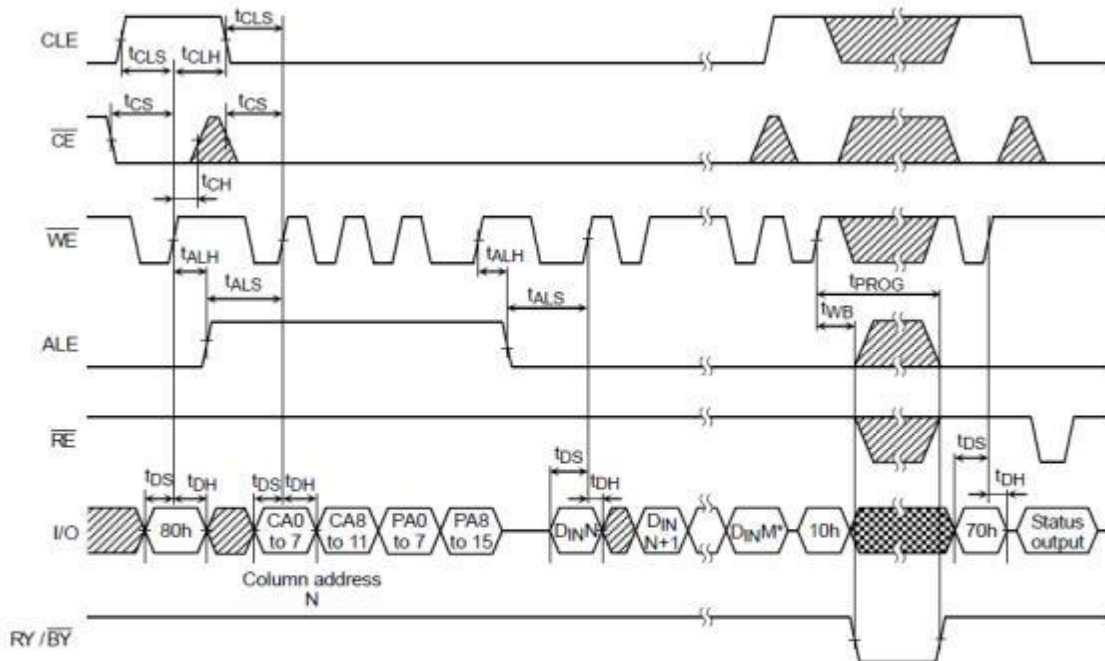 tCLS
CLE
tCLS tCLH
tCS tCS
CE
tCH
WE
tALH tALH
tALS tALS tPROG
tWB
ALE
RE
tDS tDH tDS tDH tDS tDH tDS tDH
I/O 80h CA0 to 7 CA8 to 11 PA0 to 7 PA8 to 15 DINN DIN N+1 DINM* 10h 70h Status output
Column address
N
RY / BY